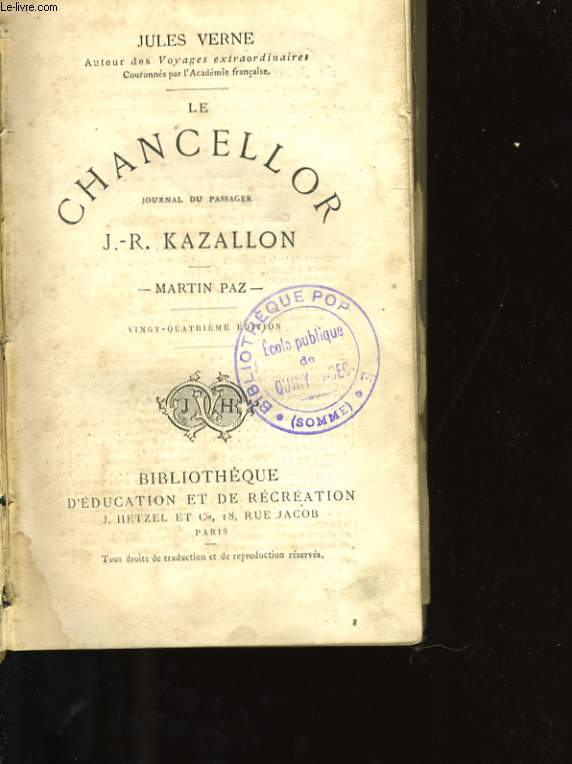 le-livre.com
JULES VERNE
Auteur des Voyages extraordinaires
Couronnés par l'Académie française.
LE
CHANCELLOR
JOURNAL DU PASSAGER
J.-R. KAZALLON
— MARTIN PAZ —
VINGT-QUATRIÈME ÉDITION
BIBLIOTHÈQUE POP
École publique
de
(SOMME)
J H
BIBLIOTHÈQUE
D'ÉDUCATION ET DE RÉCRÉATION
J. HETZEL ET Cie, 18, RUE JACOB
PARIS
Tous droits de traduction et de reproduction réservés.